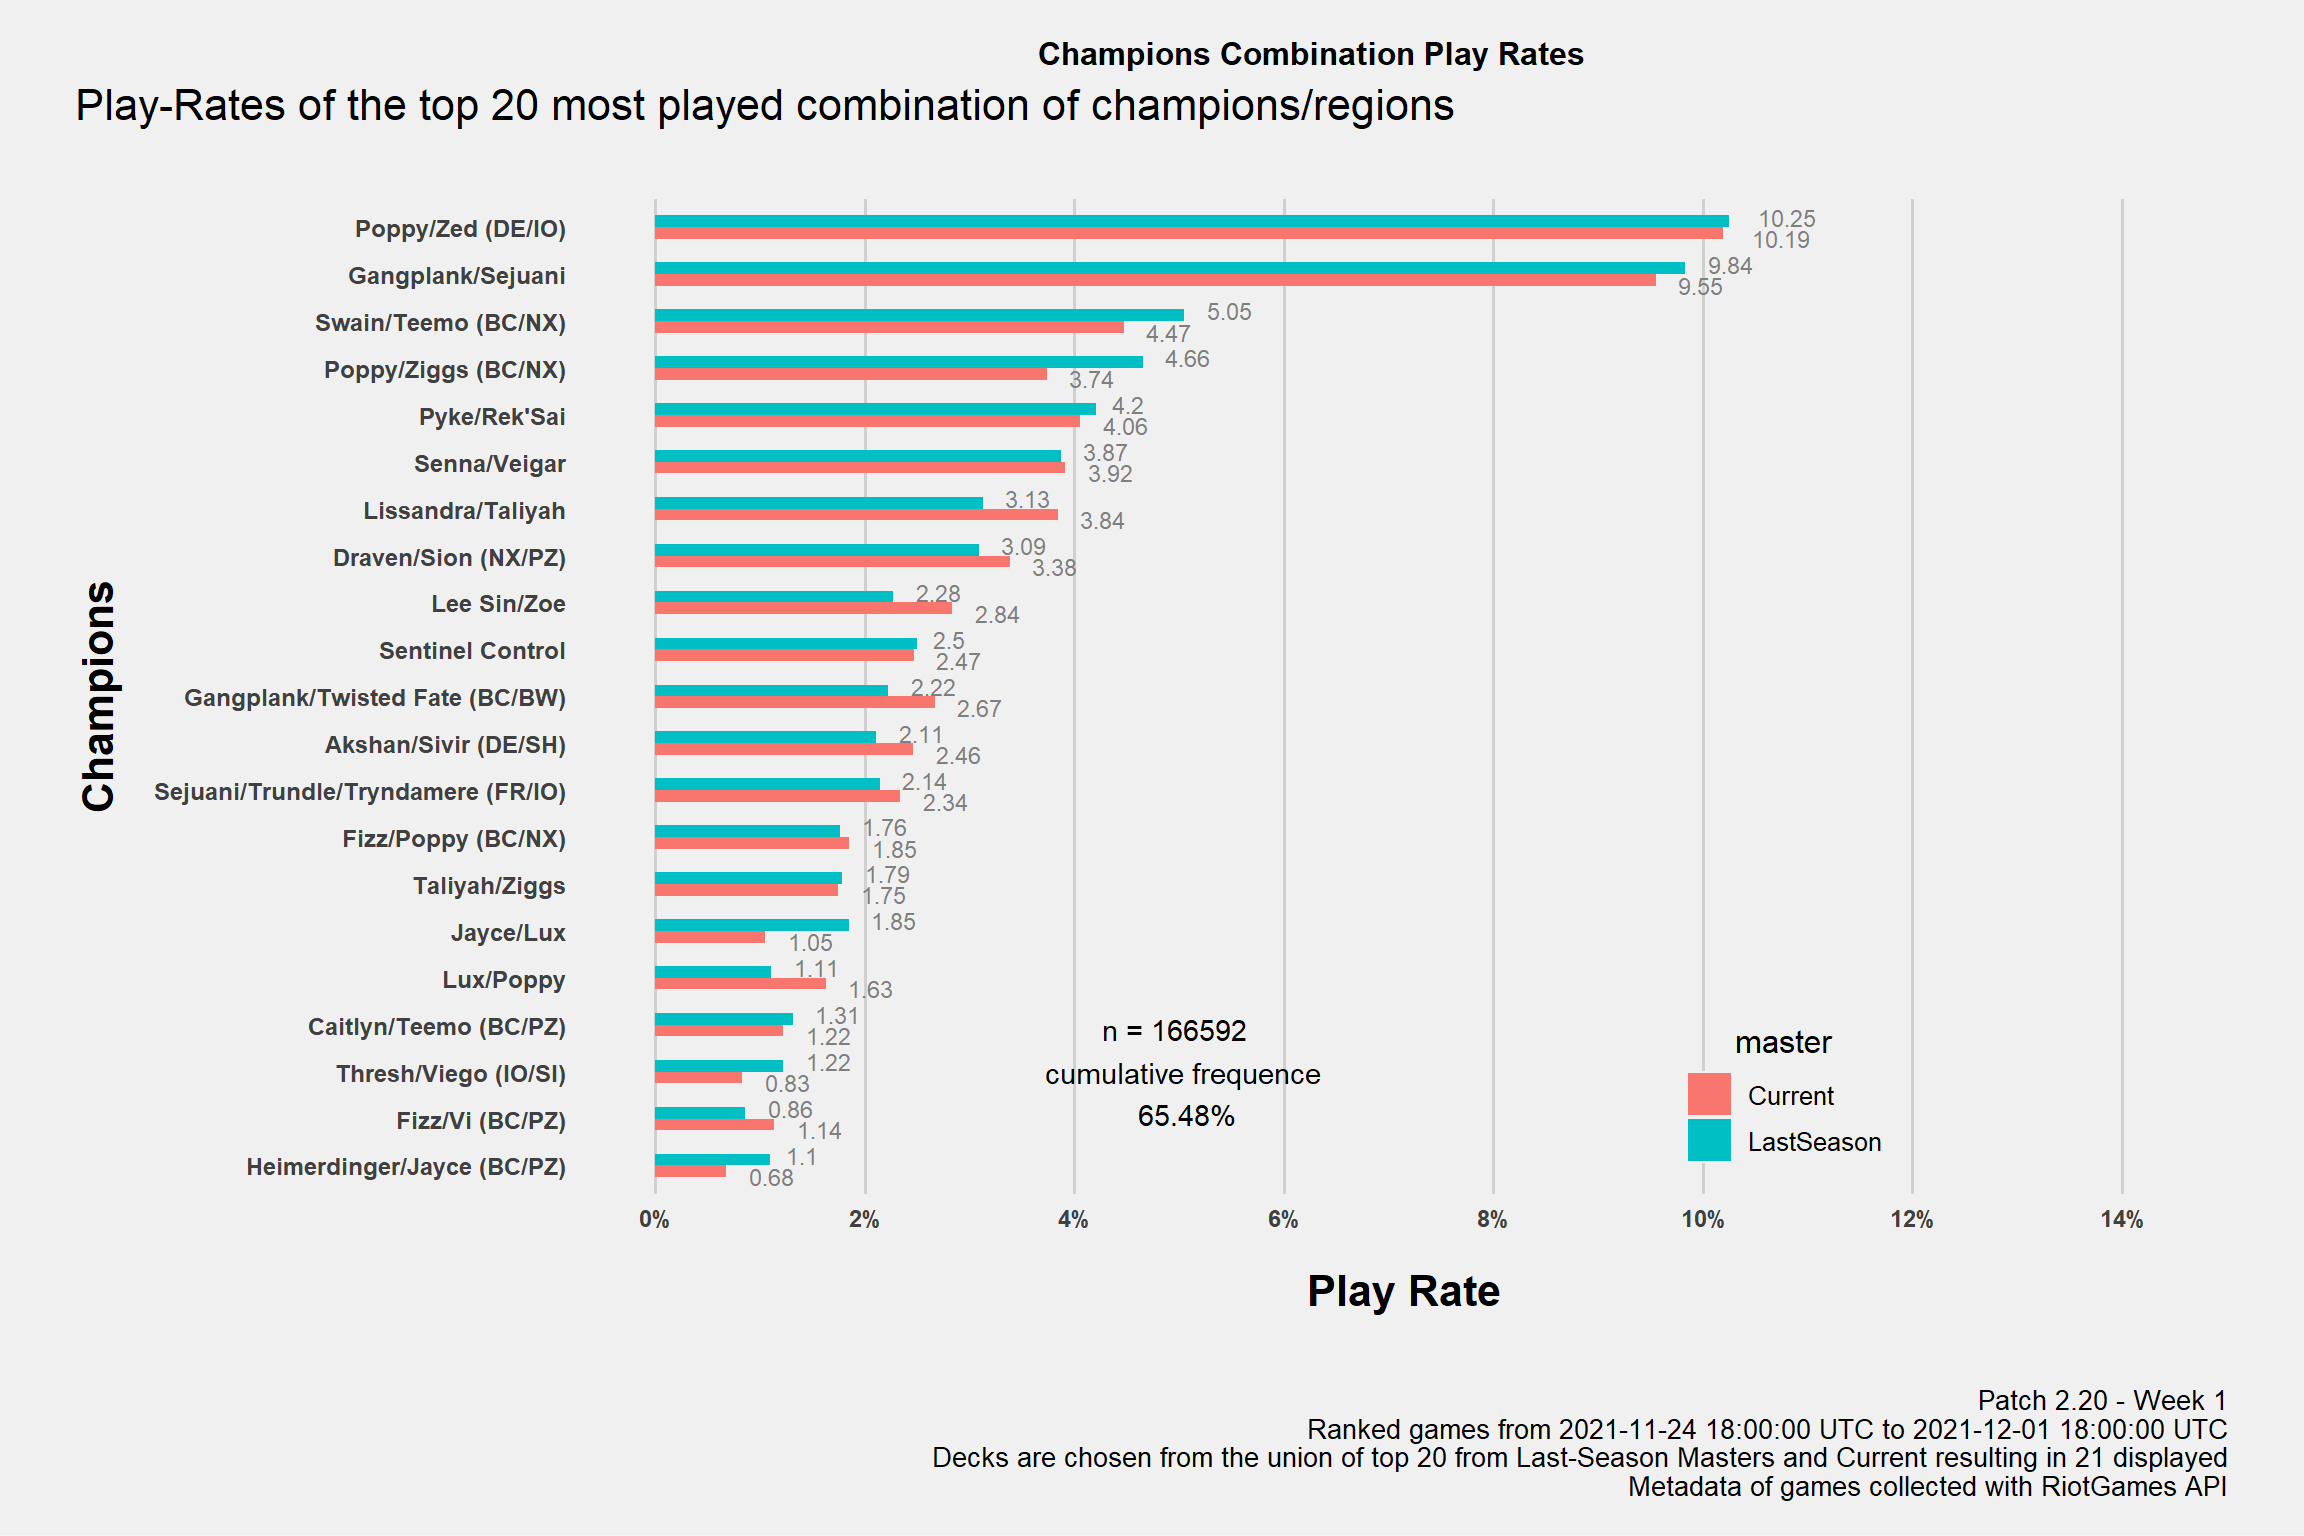 Champions Combination Play Rates
Play-Rates of the top 20 most played combination of champions/regions
Champions
Poppy/Zed (DE/IO)
10.25
10.19
Gangplank/Sejuani
9.84
9.55
Swain/Teemo (BC/NX)
5.05
4.47
Poppy/Ziggs (BC/NX)
4.66
3.74
Pyke/Rek'Sai
4.2
4.06
Senna/Veigar
3.87
3.92
Lissandra/Taliyah
3.13
3.84
Draven/Sion (NX/PZ)
3.09
3.38
Lee Sin/Zoe
2.28
2.84
Sentinel Control
2.5
2.47
Gangplank/Twisted Fate (BC/BW)
2.22
2.67
Akshan/Sivir (DE/SH)
2.11
2.46
Sejuani/Trundle/Tryndamere (FR/IO)
2.14
2.34
Fizz/Poppy (BC/NX)
1.76
1.85
Taliyah/Ziggs
1.79
1.75
Jayce/Lux
1.85
1.05
Lux/Poppy
1.11
1.63
Caitlyn/Teemo (BC/PZ)
1.31
1.22
Thresh/Viego (IO/SI)
1.22
0.83
Fizz/Vi (BC/PZ)
0.86
1.14
Heimerdinger/Jayce (BC/PZ)
1.1
0.68
n = 166592
cumulative frequence
65.48%
master
Current
LastSeason
0% 2% 4% 6% 8% 10% 12% 14%
Play Rate
Patch 2.20 - Week 1
Ranked games from 2021-11-24 18:00:00 UTC to 2021-12-01 18:00:00 UTC
Decks are chosen from the union of top 20 from Last-Season Masters and Current resulting in 21 displayed
Metadata of games collected with RiotGames API